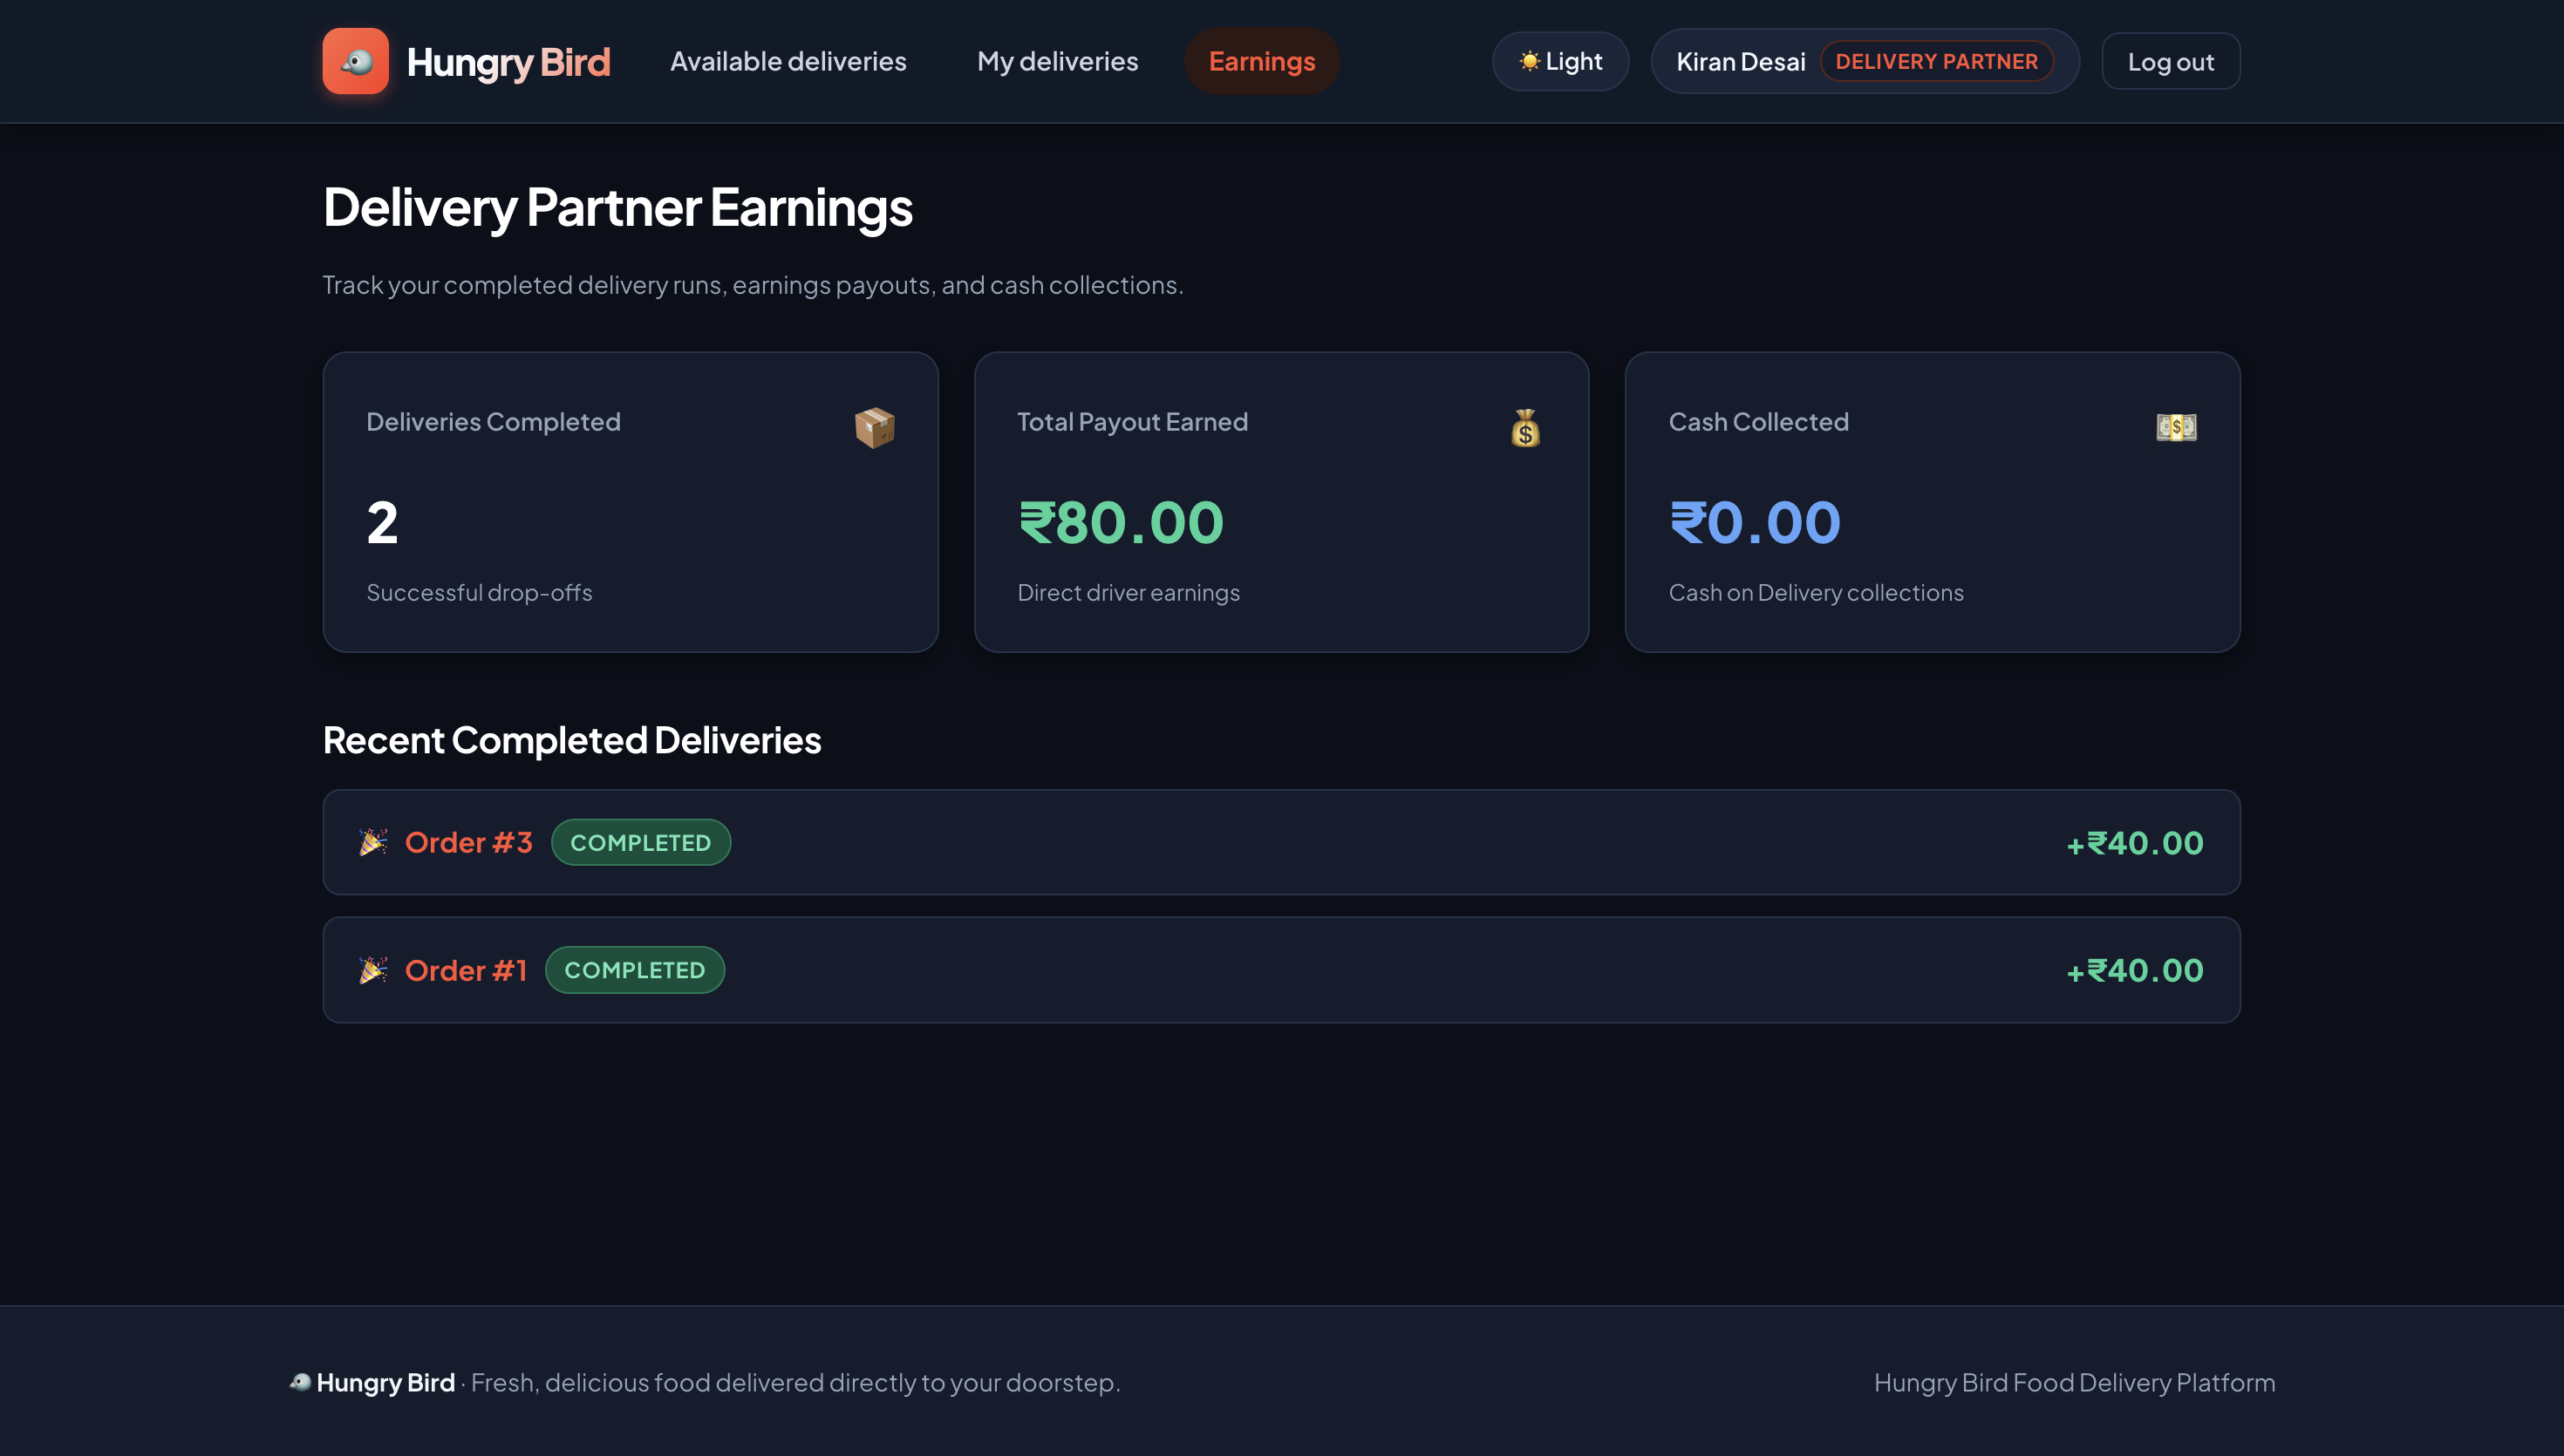 Hungry Bird
Available deliveries
My deliveries
Earnings
Light
Kiran Desai
DELIVERY PARTNER
Log out
Delivery Partner Earnings
Track your completed delivery runs, earnings payouts, and cash collections.
Deliveries Completed
2
Successful drop-offs
Total Payout Earned
₹80.00
Direct driver earnings
Cash Collected
₹0.00
Cash on Delivery collections
Recent Completed Deliveries
Order #3 COMPLETED +₹40.00
Order #1 COMPLETED +₹40.00
Hungry Bird · Fresh, delicious food delivered directly to your doorstep.
Hungry Bird Food Delivery Platform